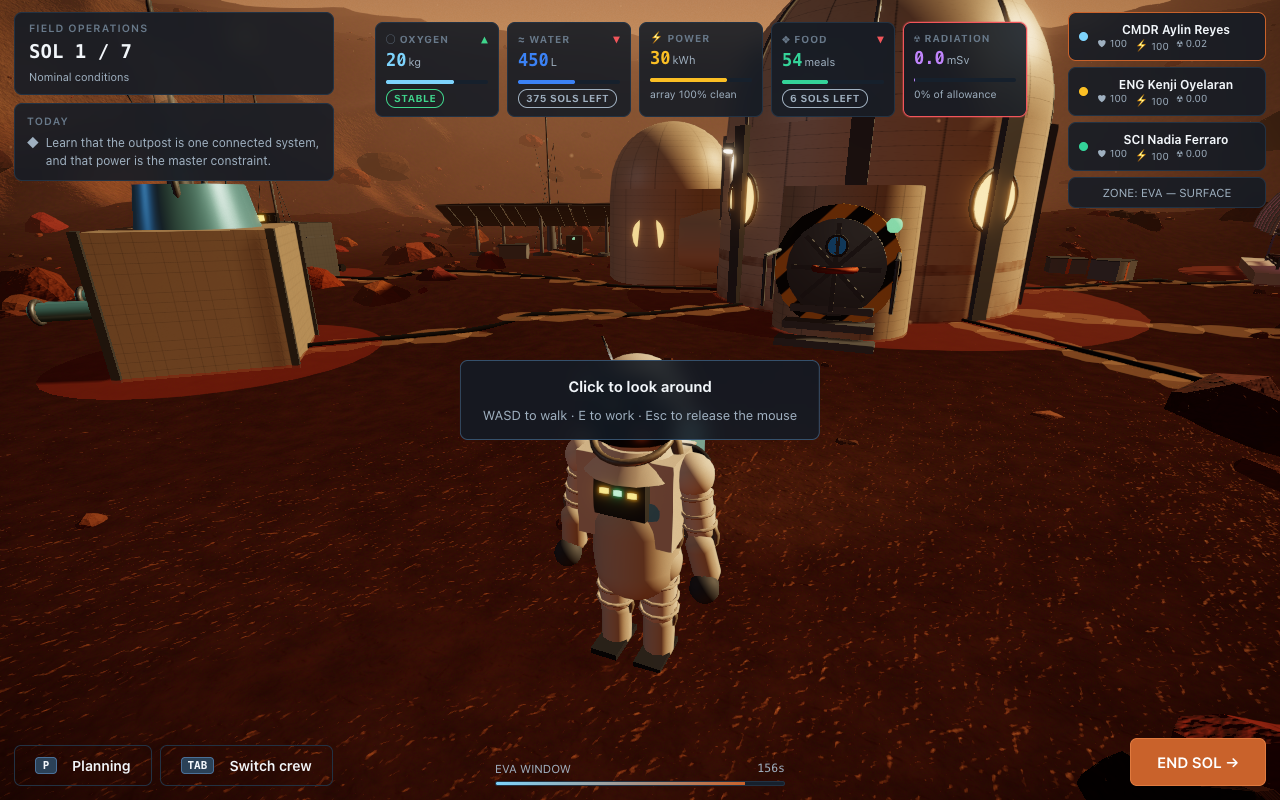 FIELD OPERATIONS
SOL 1 / 7
Nominal conditions
TODAY
Learn that the outpost is one connected system,
and that power is the master constraint.
OXYGEN
20 kg
STABLE
WATER
450 L
375 SOLS LEFT
POWER
30 kWh
array 100% clean
FOOD
54 meals
6 SOLS LEFT
RADIATION
0.0 mSv
0% of allowance
CMDR Aylin Reyes
100 100 0.02
ENG Kenji Oyelaran
100 100 0.00
SCI Nadia Ferraro
100 100 0.00
ZONE: EVA — SURFACE
Click to look around
WASD to walk · E to work · Esc to release the mouse
P Planning
TAB Switch crew
EVA WINDOW 156s
END SOL →